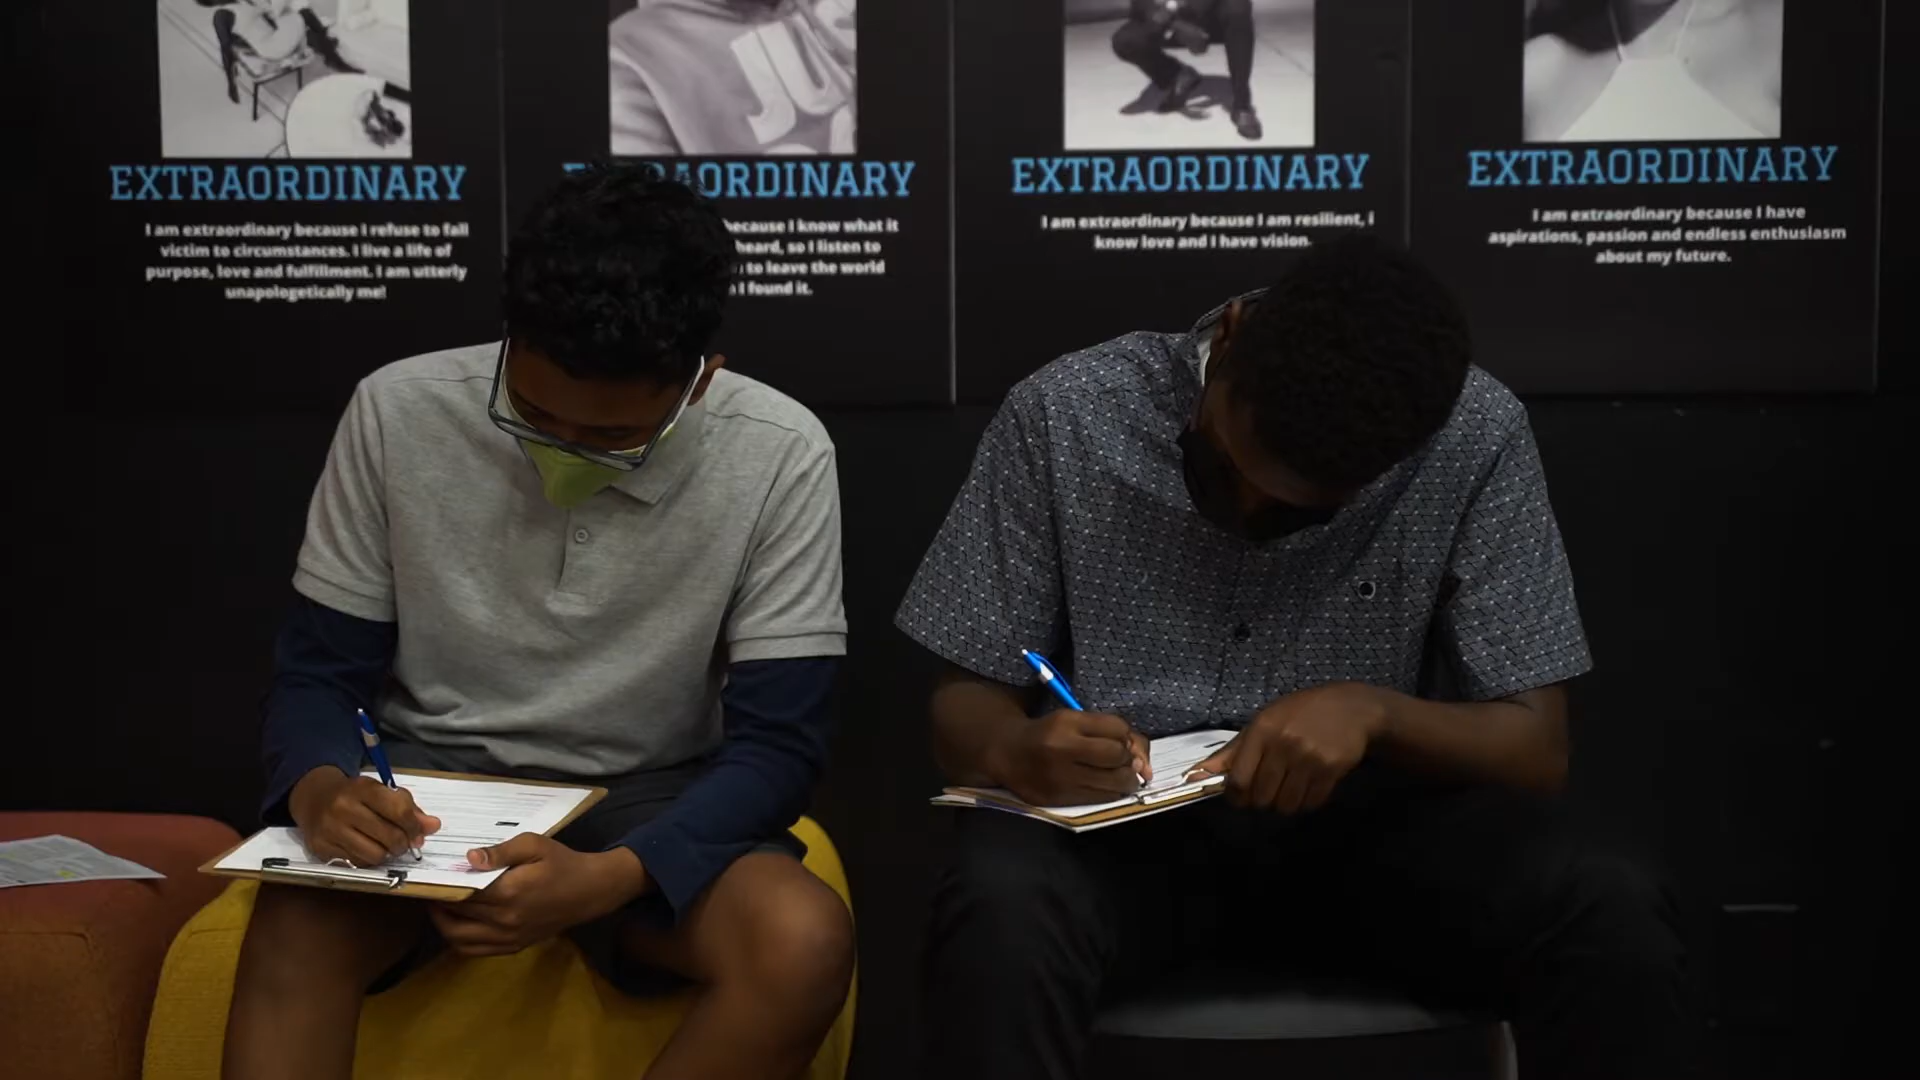 EXTRAORDINARY
I am extraordinary because I refuse to fall
victim to circumstances. I live a life of
purpose, love and fulfillment. I am utterly
unapologetically me!
ORDINARY
because I know what it
heard, so I listen to
to leave the world
I found it.
EXTRAORDINARY
I am extraordinary because I am resilient, I
know love and I have vision.
EXTRAORDINARY
I am extraordinary because I have
aspirations, passion and endless enthusiasm
about my future.